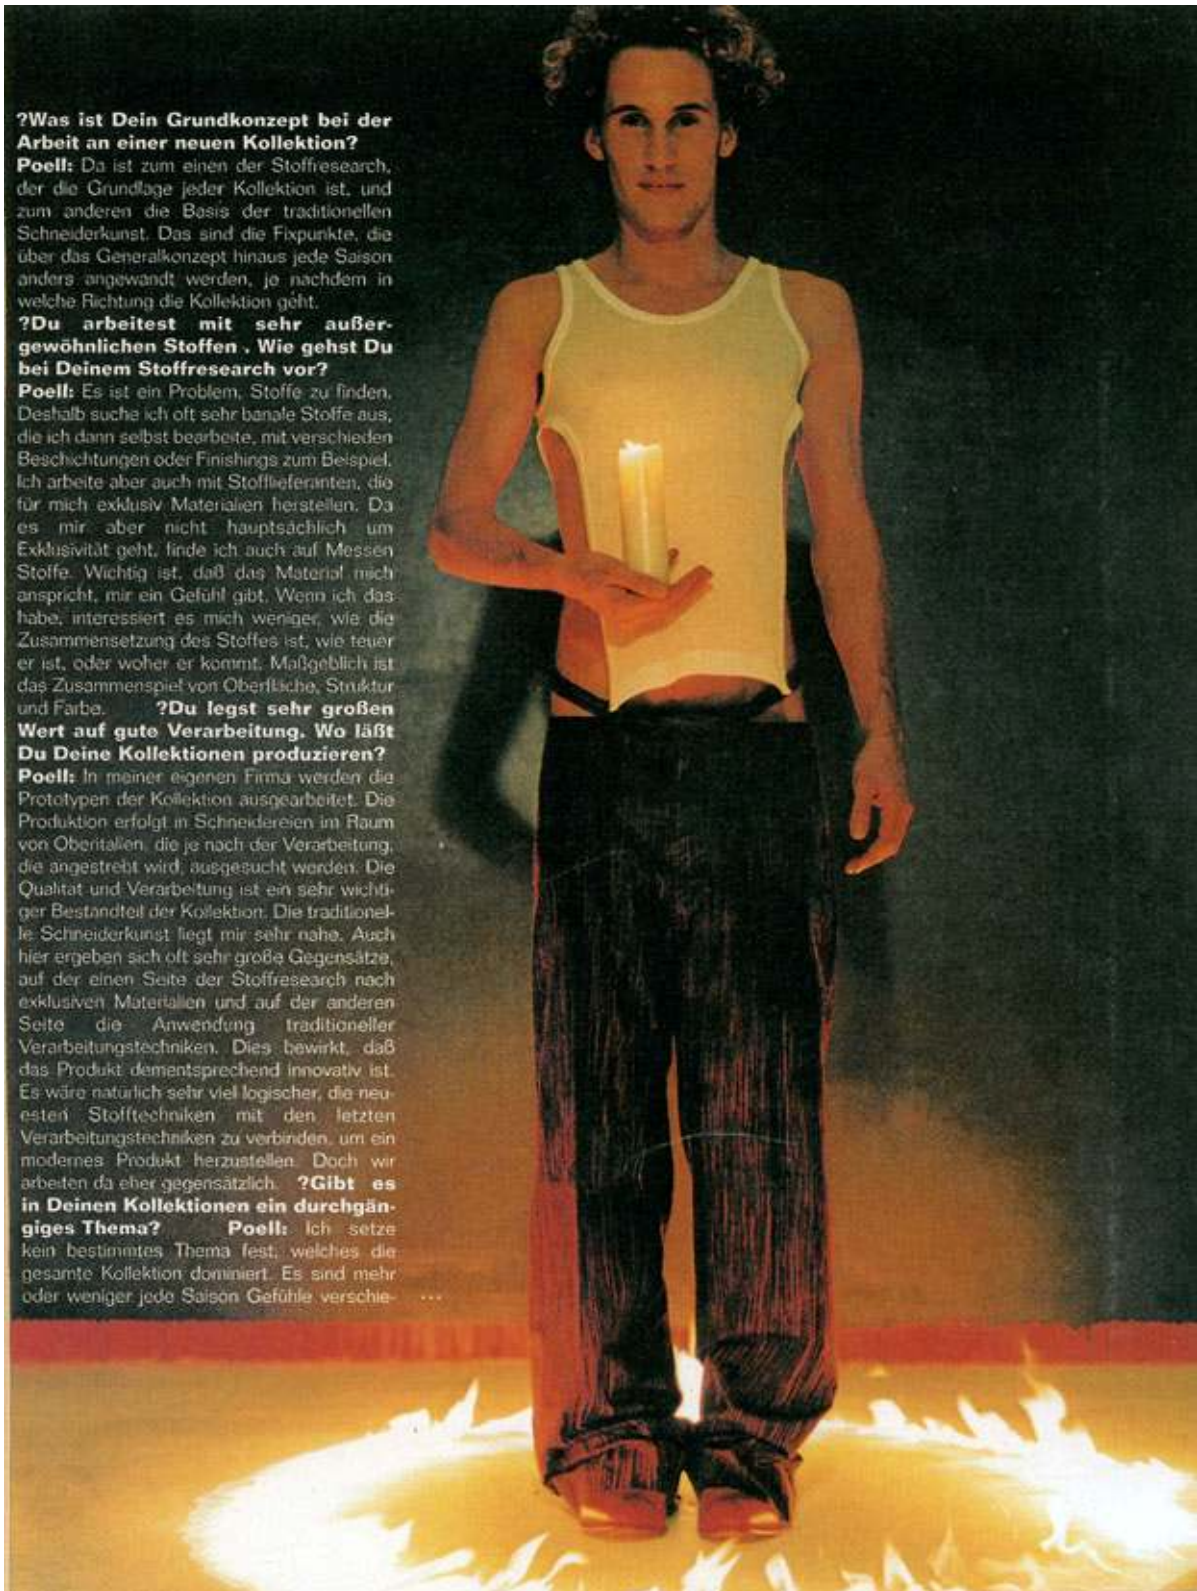 ?Was ist Dein Grundkonzept bei der
Arbeit an einer neuen Kollektion?
Poell: Da ist zum einen der Stoffresearch,
der die Grundlage jeder Kollektion ist, und
zum anderen die Basis der traditionellen
Schneiderkunst. Das sind die Fixpunkte, die
über das Generalkonzept hinaus jede Saison
anders angewandt werden, je nachdem in
welche Richtung die Kollektion geht.
?Du arbeitest mit sehr außer-
gewöhnlichen Stoffen . Wie gehst Du
bei Deinem Stoffresearch vor?
Poell: Es ist ein Problem, Stoffe zu finden.
Deshalb suche ich oft sehr banale Stoffe aus,
die ich dann selbst bearbeite, mit verschieden
Beschichtungen oder Finishings zum Beispiel.
Ich arbeite aber auch mit Stofflieferanten, die
für mich exklusiv Materialien herstellen. Da
es mir aber nicht hauptsächlich um
Exklusivität geht, finde ich auch auf Messen
Stoffe. Wichtig ist, daß das Material mich
anspricht, mir ein Gefühl gibt. Wenn ich das
habe, interessiert es mich weniger, wie die
Zusammensetzung des Stoffes ist, wie teuer
er ist, oder woher er kommt. Maßgeblich ist
das Zusammenspiel von Oberfläche, Struktur
und Farbe. ?Du legst sehr großen
Wert auf gute Verarbeitung. Wo läßt
Du Deine Kollektionen produzieren?
Poell: In meiner eigenen Firma werden die
Prototypen der Kollektion ausgearbeitet. Die
Produktion erfolgt in Schneidereien im Raum
von Oberitalien, die je nach der Verarbeitung,
die angestrebt wird, ausgesucht werden. Die
Qualität und Verarbeitung ist ein sehr wichti-
ger Bestandteil der Kollektion. Die traditionel-
le Schneiderkunst liegt mir sehr nahe. Auch
hier ergeben sich oft sehr große Gegensätze,
auf der einen Seite der Stoffresearch nach
exklusiven Materialien und auf der anderen
Seite die Anwendung traditioneller
Verarbeitungstechniken. Dies bewirkt, daß
das Produkt dementsprechend innovativ ist.
Es wäre natürlich sehr viel logischer, die neu-
esten Stofftechniken mit den letzten
Verarbeitungstechniken zu verbinden, um ein
modernes Produkt herzustellen. Doch wir
arbeiten da eher gegensätzlich. ?Gibt es
in Deinen Kollektionen ein durchgän-
giges Thema? Poell: Ich setze
kein bestimmtes Thema fest, welches die
gesamte Kollektion dominiert. Es sind mehr
oder weniger jede Saison Gefühle verschie- ...